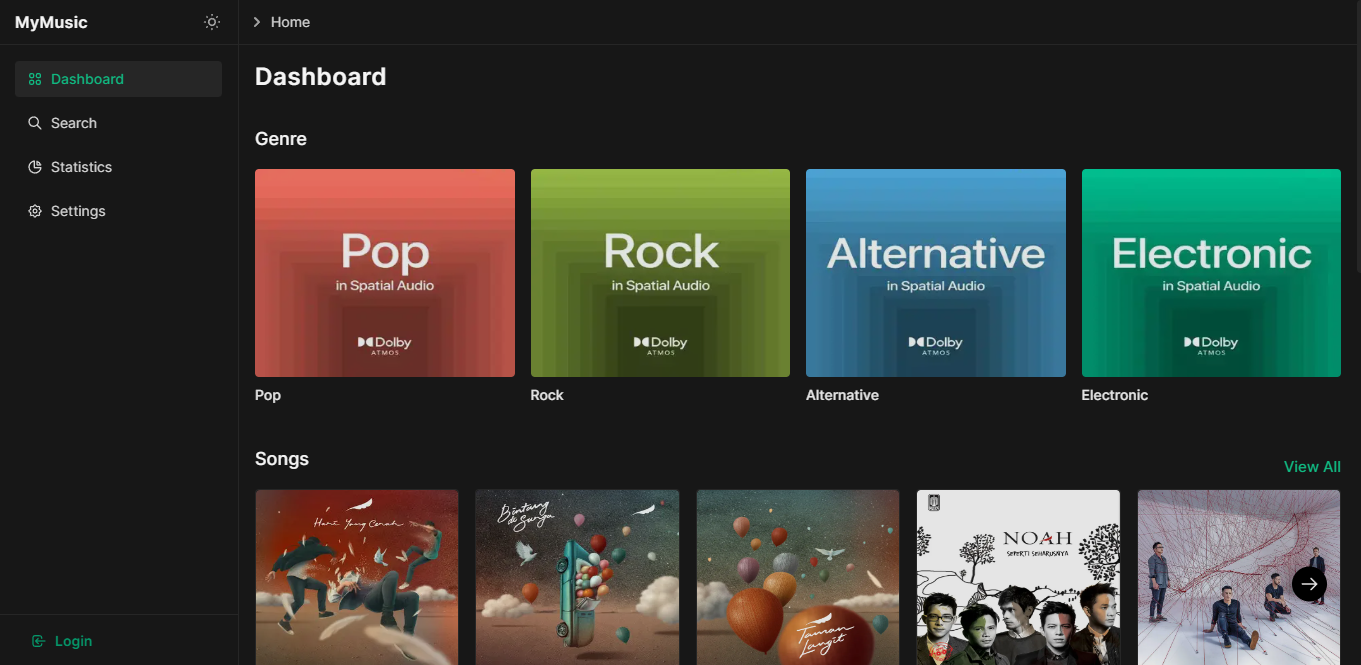 MyMusic
Home
Dashboard
Search
Statistics
Settings
Login
Dashboard
Genre
Pop
in Spatial Audio
Dolby
ATMOS
Pop
Rock
in Spatial Audio
Dolby
ATMOS
Rock
Alternative
in Spatial Audio
Dolby
ATMOS
Alternative
Electronic
in Spatial Audio
Dolby
ATMOS
Electronic
Songs
View All
Hari Yang Cerah
Bintang
di Surga
Taman
Langit
NOAH
SEPERTI SEHARUSNYA